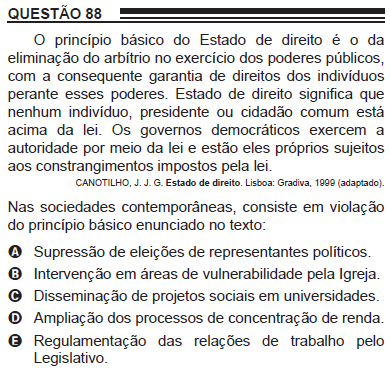 QUESTÃO 88
O princípio básico do Estado de direito é o da
eliminação do arbítrio no exercício dos poderes públicos,
com a consequente garantia de direitos dos indivíduos
perante esses poderes. Estado de direito significa que
nenhum indivíduo, presidente ou cidadão comum está
acima da lei. Os governos democráticos exercem a
autoridade por meio da lei e estão eles próprios sujeitos
aos constrangimentos impostos pela lei.
CANOTILHO, J. J. G. Estado de direito. Lisboa: Gradiva, 1999 (adaptado).
Nas sociedades contemporâneas, consiste em violação
do princípio básico enunciado no texto:
A Supressão de eleições de representantes políticos.
B Intervenção em áreas de vulnerabilidade pela Igreja.
C Disseminação de projetos sociais em universidades.
D Ampliação dos processos de concentração de renda.
E Regulamentação das relações de trabalho pelo
Legislativo.